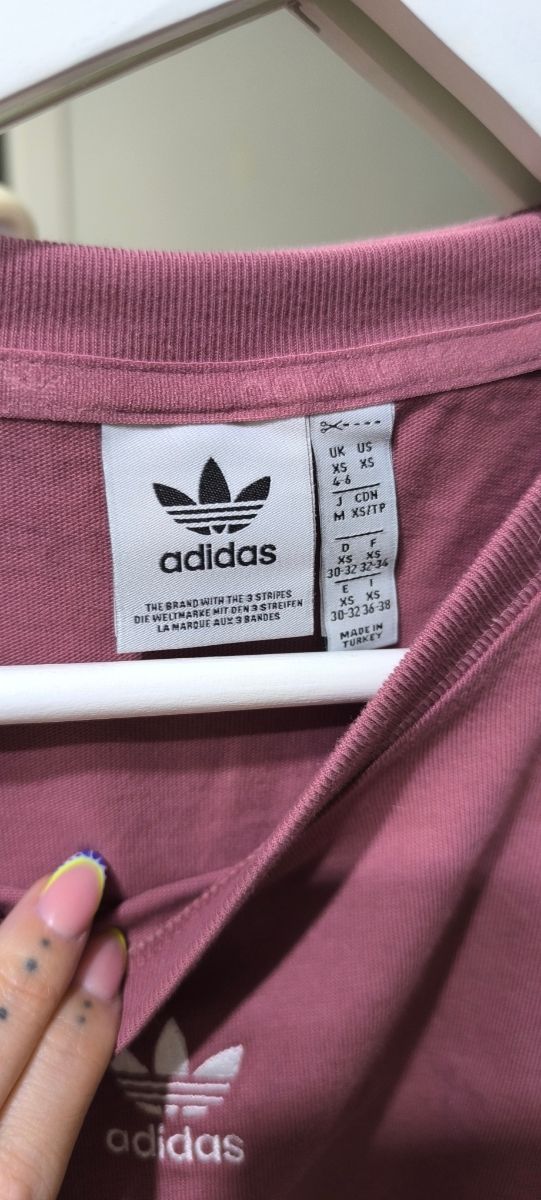 adidas
THE BRAND WITH THE 3 STRIPES
DIE WELTMARKE MIT DEN 3 STREIFEN
LA MARQUE AUX 3 BANDES
UK US
XS XS
4-6
J CDN
M XS/TP
D F
XS XS
30-32 32-34
E I
XS XS
30-32 36-38
MADE IN
TURKEY
adidas